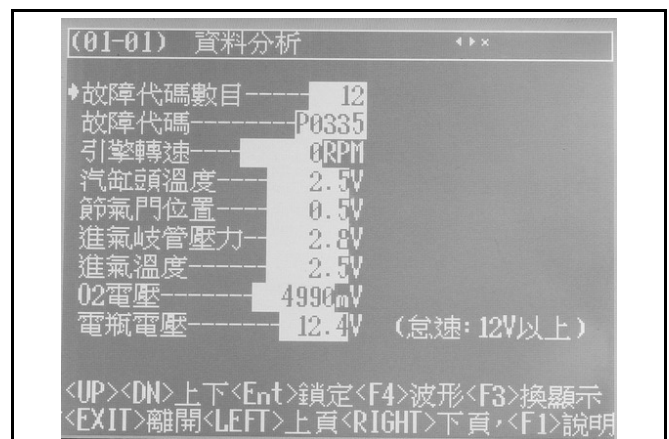 (01-01) 資料分析
故障代碼數目-----12
故障代碼--------P0335
引擎轉速----0RPM
汽缸頭溫度----2.5V
節氣門位置----0.5V
進氣岐管壓力--2.8V
進氣溫度------2.5V
O2電壓-------4990mV
電瓶電壓-------12.4V (怠速:12V以上)
<UP><DN>上下<Ent>鎖定<F4>波形<F3>換顯示
<EXIT>離開<LEFT>上頁<RIGHT>下頁,<F1>說明